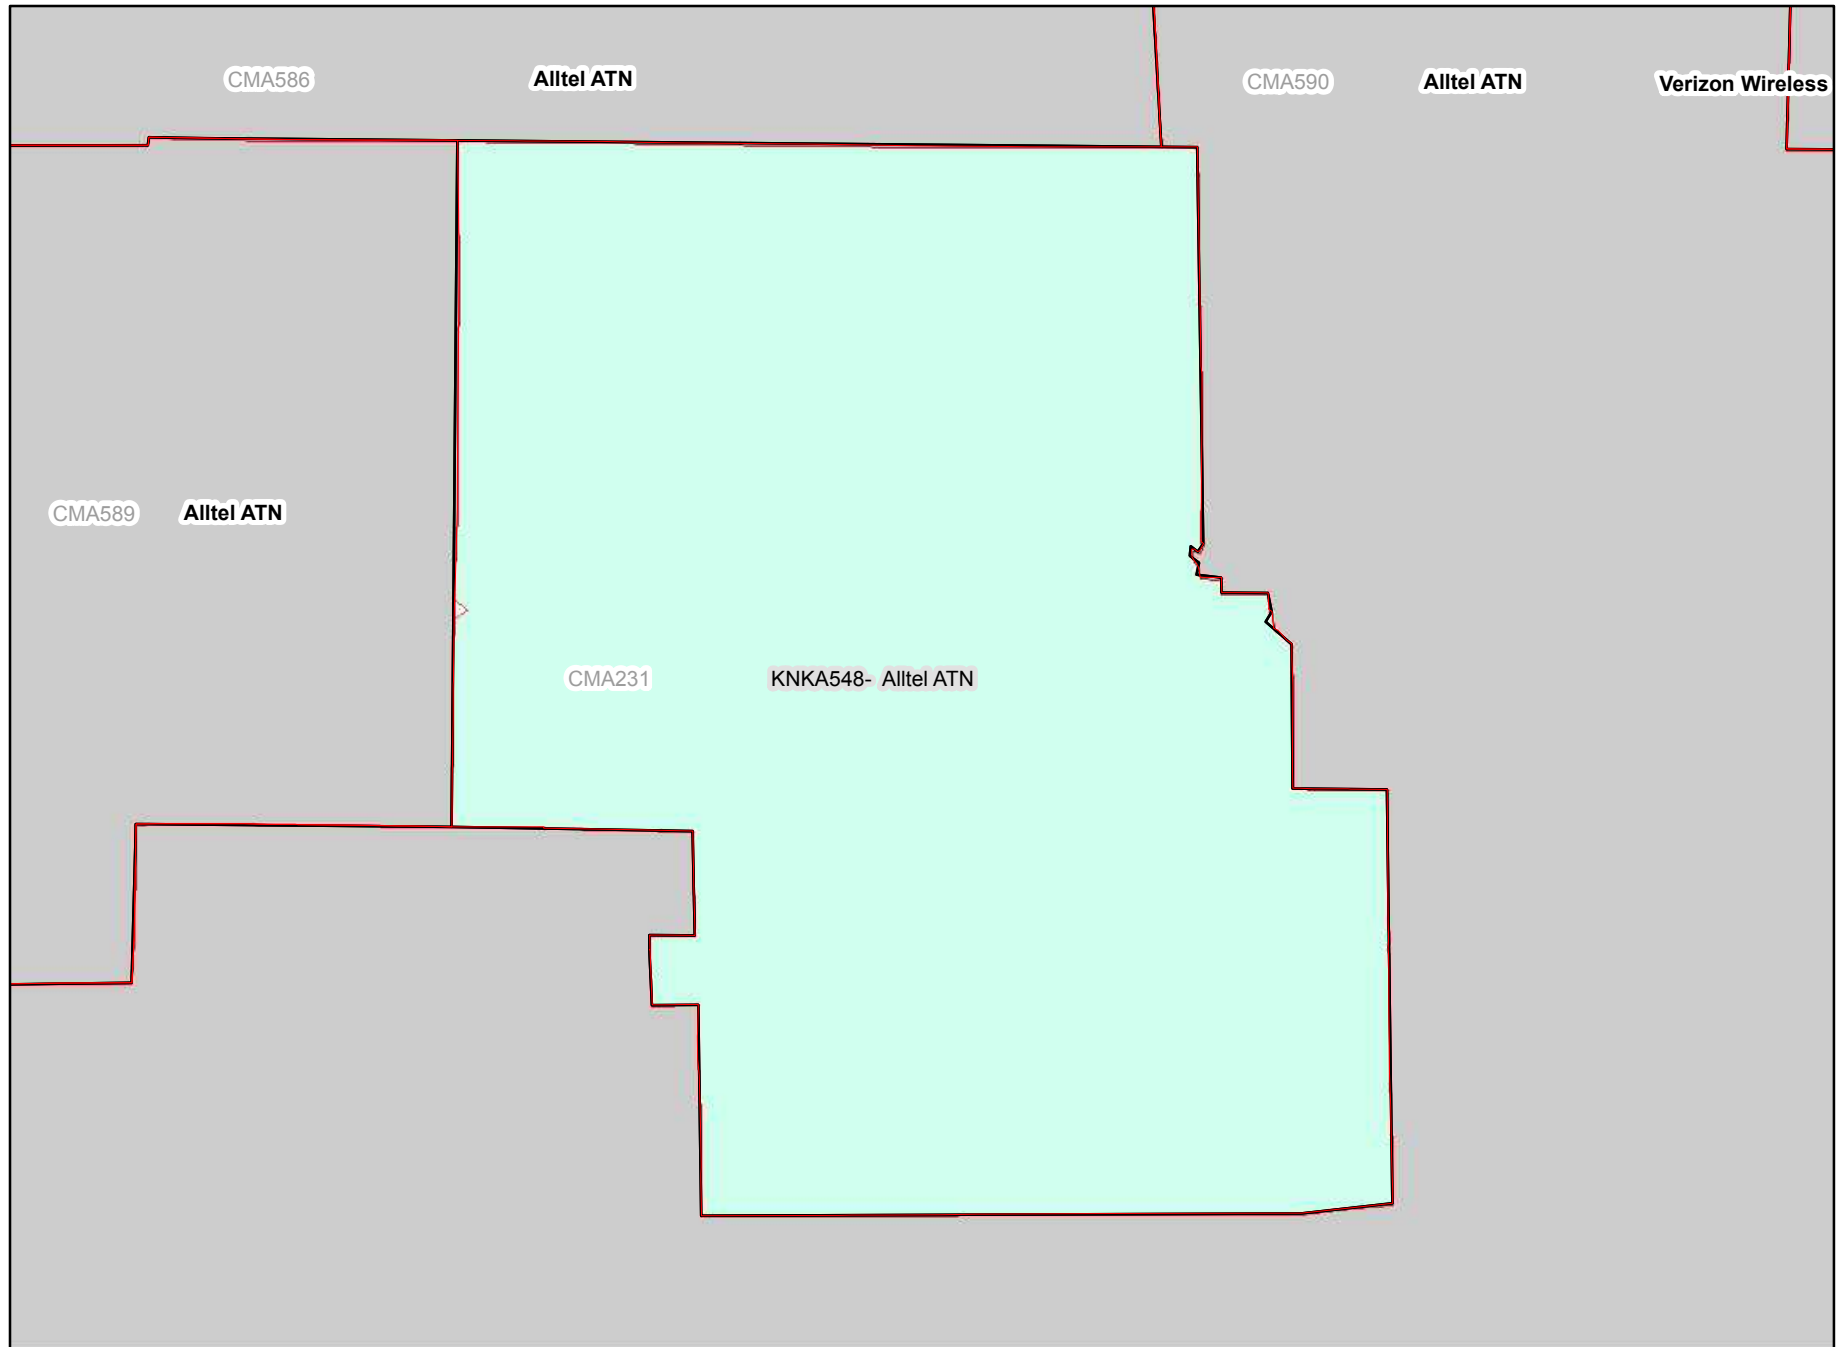 CMA586 Alltel ATN CMA590 Alltel ATN Verizon Wireless
CMA589 Alltel ATN
CMA231 KNKA548- Alltel ATN